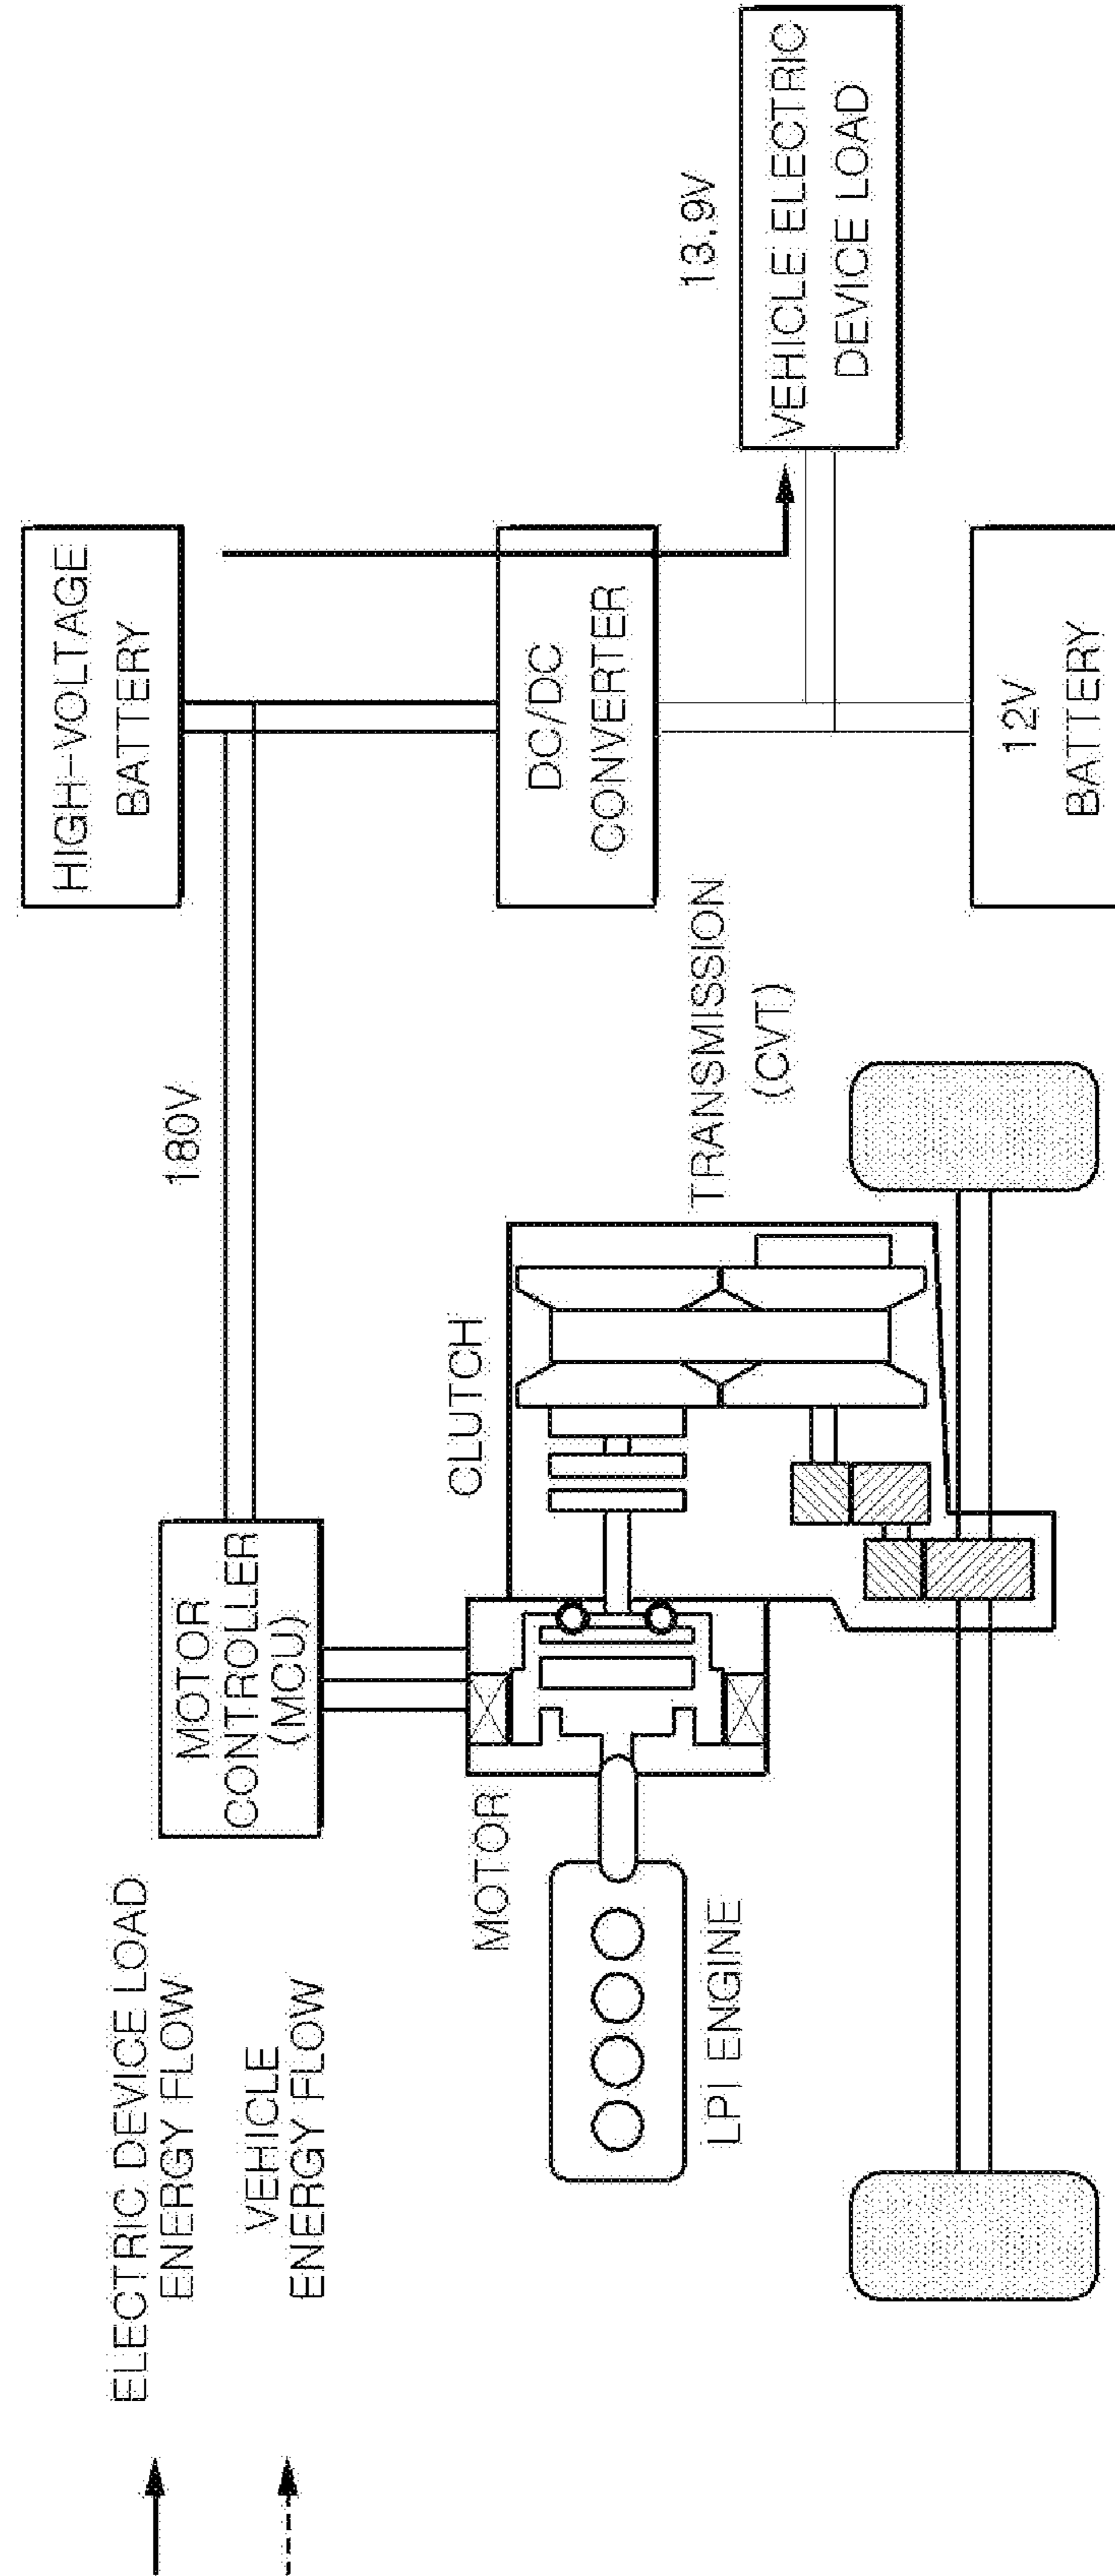 ELECTRIC DEVICE LOAD
ENERGY FLOW
VEHICLE
ENERGY FLOW
MOTOR
CONTROLLER
(MCU)
180V
HIGH-VOLTAGE
BATTERY
MOTOR
CLUTCH
LPI ENGINE
TRANSMISSION
(CVT)
DC/DC
CONVERTER
13.9V
VEHICLE ELECTRIC
DEVICE LOAD
12V
BATTERY